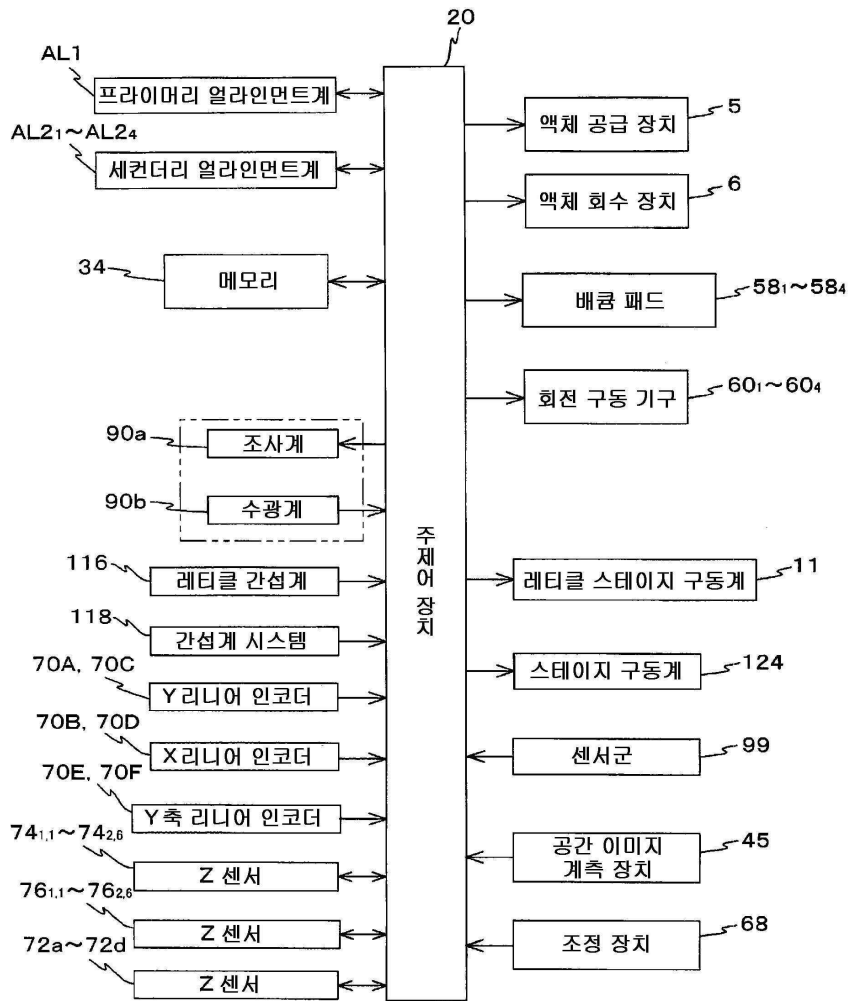 20
AL1
프라이머리 얼라인먼트계
AL2₁~AL2₄
세컨더리 얼라인먼트계
34
메모리
90a
조사계
90b
수광계
116
레티클 간섭계
118
간섭계 시스템
70A, 70C
Y 리니어 인코더
70B, 70D
X 리니어 인코더
70E, 70F
Y축 리니어 인코더
74₁,₁~74₂,₆
Z 센서
76₁,₁~76₂,₆
Z 센서
72a~72d
Z 센서
주제어 장치
액체 공급 장치
5
액체 회수 장치
6
배큠 패드
58₁~58₄
회전 구동 기구
60₁~60₄
레티클 스테이지 구동계
11
스테이지 구동계
124
센서군
99
공간 이미지
계측 장치
45
조정 장치
68